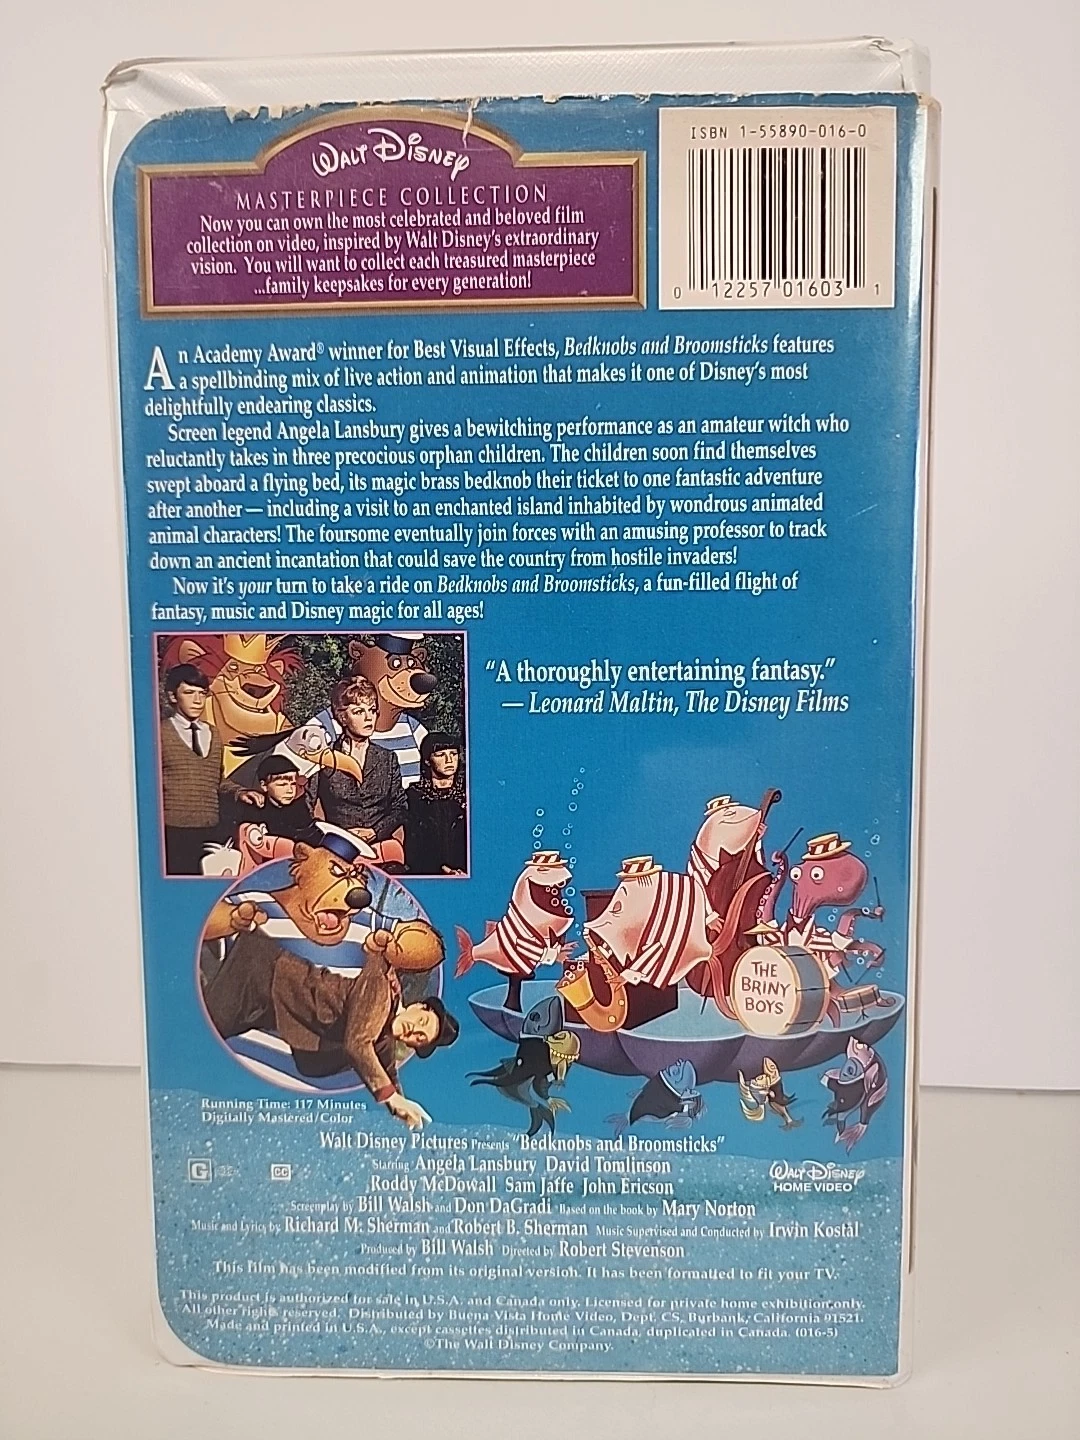 Walt Disney
MASTERPIECE COLLECTION
Now you can own the most celebrated and beloved film
collection on video, inspired by Walt Disney's extraordinary
vision. You will want to collect each treasured masterpiece
...family keepsakes for every generation!
ISBN 1-55890-016-0
0 12257 01603 1
An Academy Award® winner for Best Visual Effects, Bedknobs and Broomsticks features
a spellbinding mix of live action and animation that makes it one of Disney's most
delightfully endearing classics.
Screen legend Angela Lansbury gives a bewitching performance as an amateur witch who
reluctantly takes in three precocious orphan children. The children soon find themselves
swept aboard a flying bed, its magic brass bedknob their ticket to one fantastic adventure
after another — including a visit to an enchanted island inhabited by wondrous animated
animal characters! The foursome eventually join forces with an amusing professor to track
down an ancient incantation that could save the country from hostile invaders!
Now it's your turn to take a ride on Bedknobs and Broomsticks, a fun-filled flight of
fantasy, music and Disney magic for all ages!
"A thoroughly entertaining fantasy."
— Leonard Maltin, The Disney Films
THE
BRINY
BOYS
Running Time: 117 Minutes
Digitally Mastered/Color
Walt Disney Pictures Presents "Bedknobs and Broomsticks"
Starring Angela Lansbury David Tomlinson
Roddy McDowall Sam Jaffe John Ericson
G
CC
Walt Disney
HOME VIDEO
Screenplay by Bill Walsh and Don DaGradi Based on the book by Mary Norton
Music and Lyrics by Richard M. Sherman and Robert B. Sherman Music Supervised and Conducted by Irwin Kostal
Produced by Bill Walsh Directed by Robert Stevenson
This film has been modified from its original version. It has been formatted to fit your TV.
This product is authorized for sale in U.S.A. and Canada only. Licensed for private home exhibition only.
All other rights reserved. Distributed by Buena Vista Home Video, Dept. CS, Burbank, California 91521.
Made and printed in U.S.A., except cassettes distributed in Canada, duplicated in Canada. (016-5)
©The Walt Disney Company.